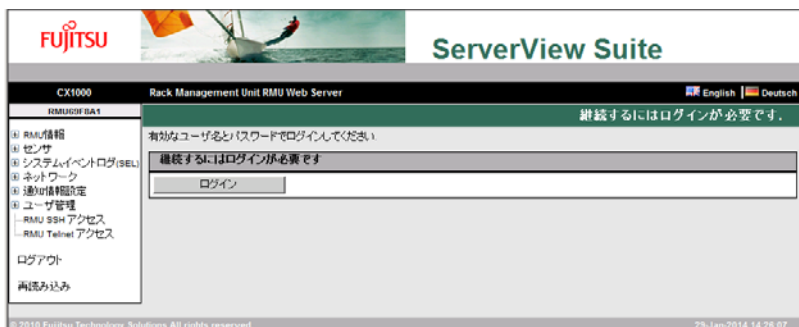 FUJITSU
ServerView Suite
CX1000
Rack Management Unit RMU Web Server
English
Deutsch
RMU69F8A1
継続するにはログインが必要です.
RMU情報
センサ
システムイベントログ(SEL)
ネットワーク
通知情報設定
ユーザ管理
RMU SSH アクセス
RMU Telnet アクセス
ログアウト
再読み込み
有効なユーザ名とパスワードでログインしてください.
継続するにはログインが必要です
ログイン
© 2010 Fujitsu Technology Solutions All rights reserved.
29-Jan-2014 14:26:07